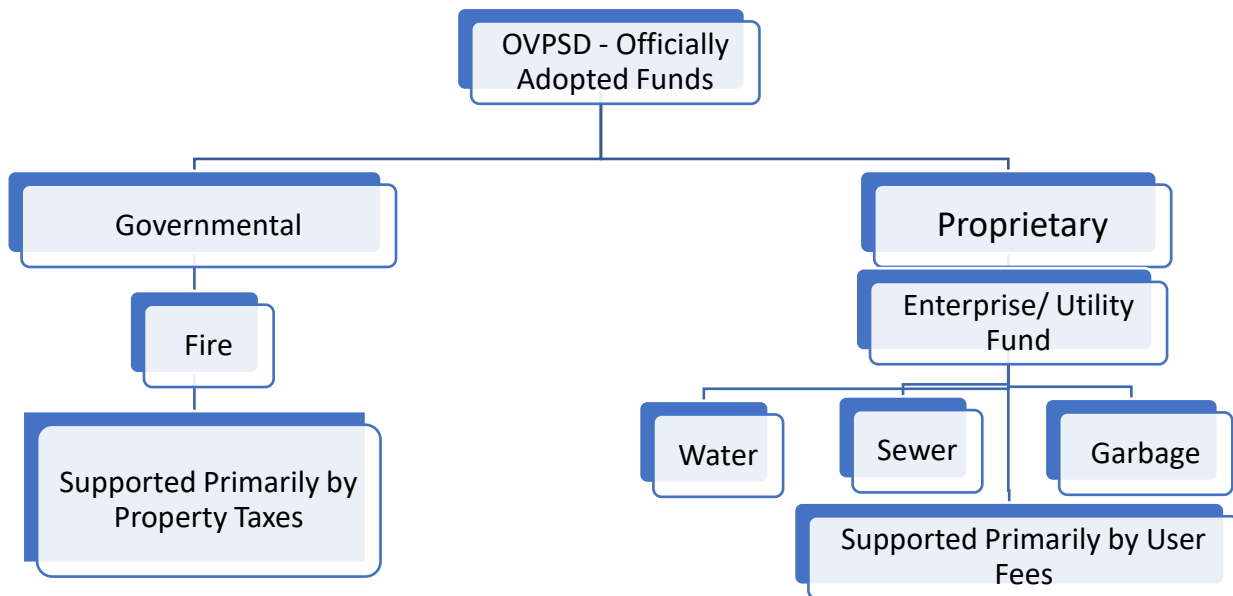 OVPSD - Officially
Adopted Funds
Governmental
Proprietary
Enterprise/ Utility
Fund
Fire
Water
Sewer
Garbage
Supported Primarily by
Property Taxes
Supported Primarily by User
Fees